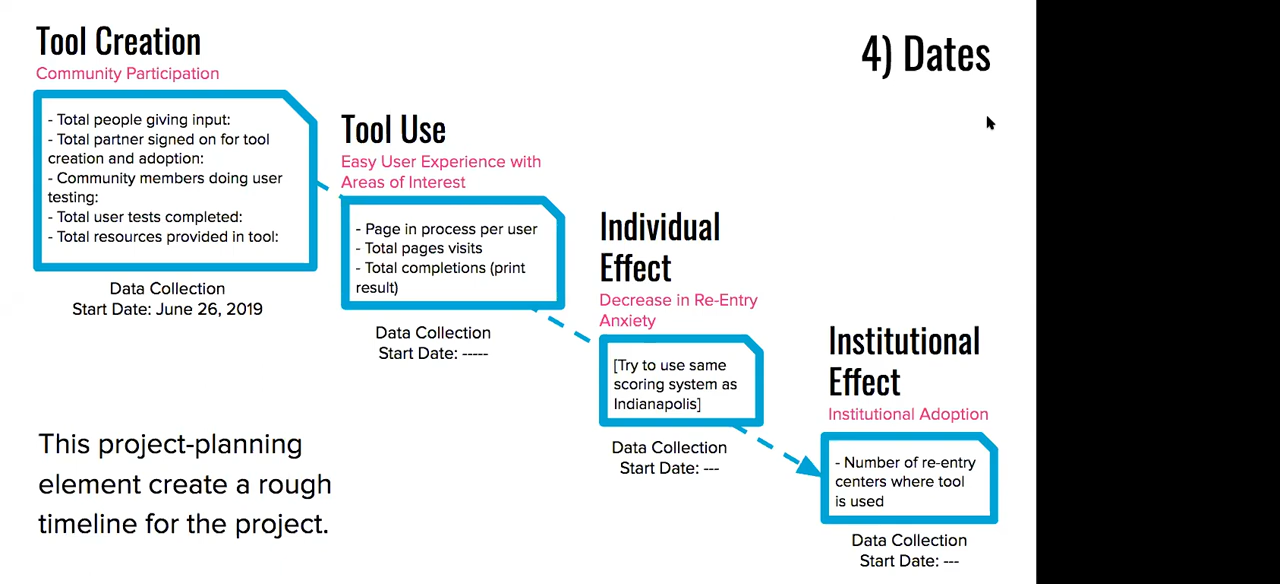 Tool Creation
Community Participation
- Total people giving input:
- Total partner signed on for tool
creation and adoption:
- Community members doing user
testing:
- Total user tests completed:
- Total resources provided in tool:
Data Collection
Start Date: June 26, 2019
4) Dates
Tool Use
Easy User Experience with
Areas of Interest
- Page in process per user
- Total pages visits
- Total completions (print
result)
Data Collection
Start Date: -----
Individual
Effect
Decrease in Re-Entry
Anxiety
[Try to use same
scoring system as
Indianapolis]
Data Collection
Start Date: ---
Institutional
Effect
Institutional Adoption
- Number of re-entry
centers where tool
is used
Data Collection
Start Date: ---
This project-planning
element create a rough
timeline for the project.